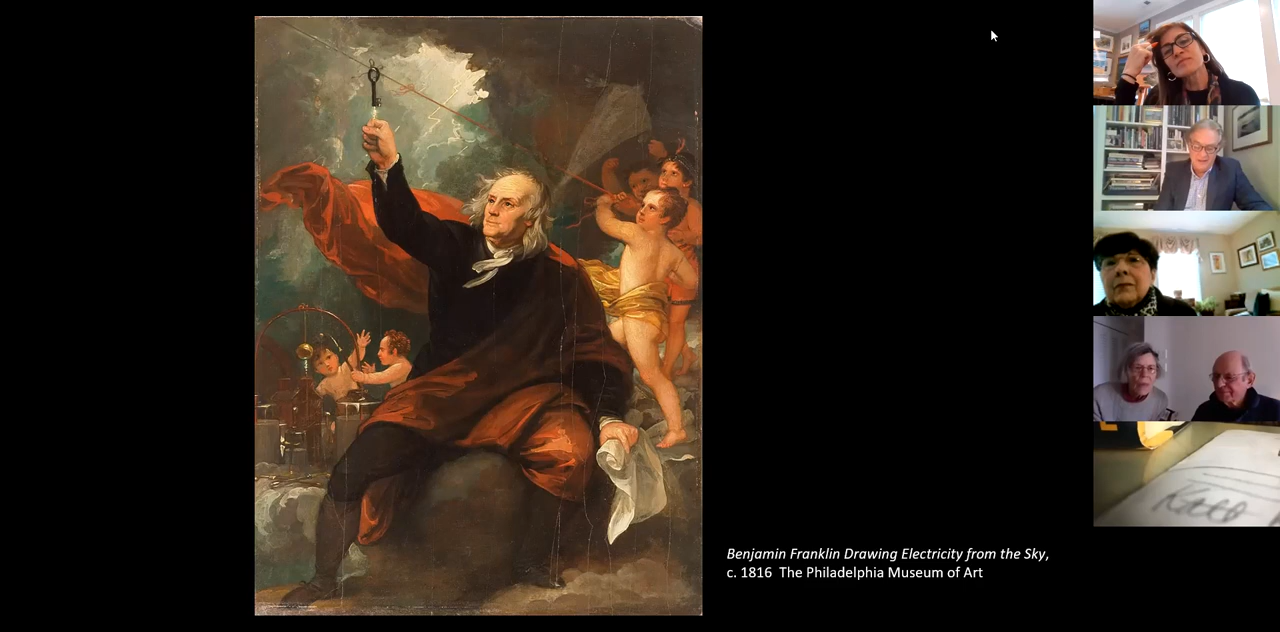 Benjamin Franklin Drawing Electricity from the Sky,
c. 1816  The Philadelphia Museum of Art